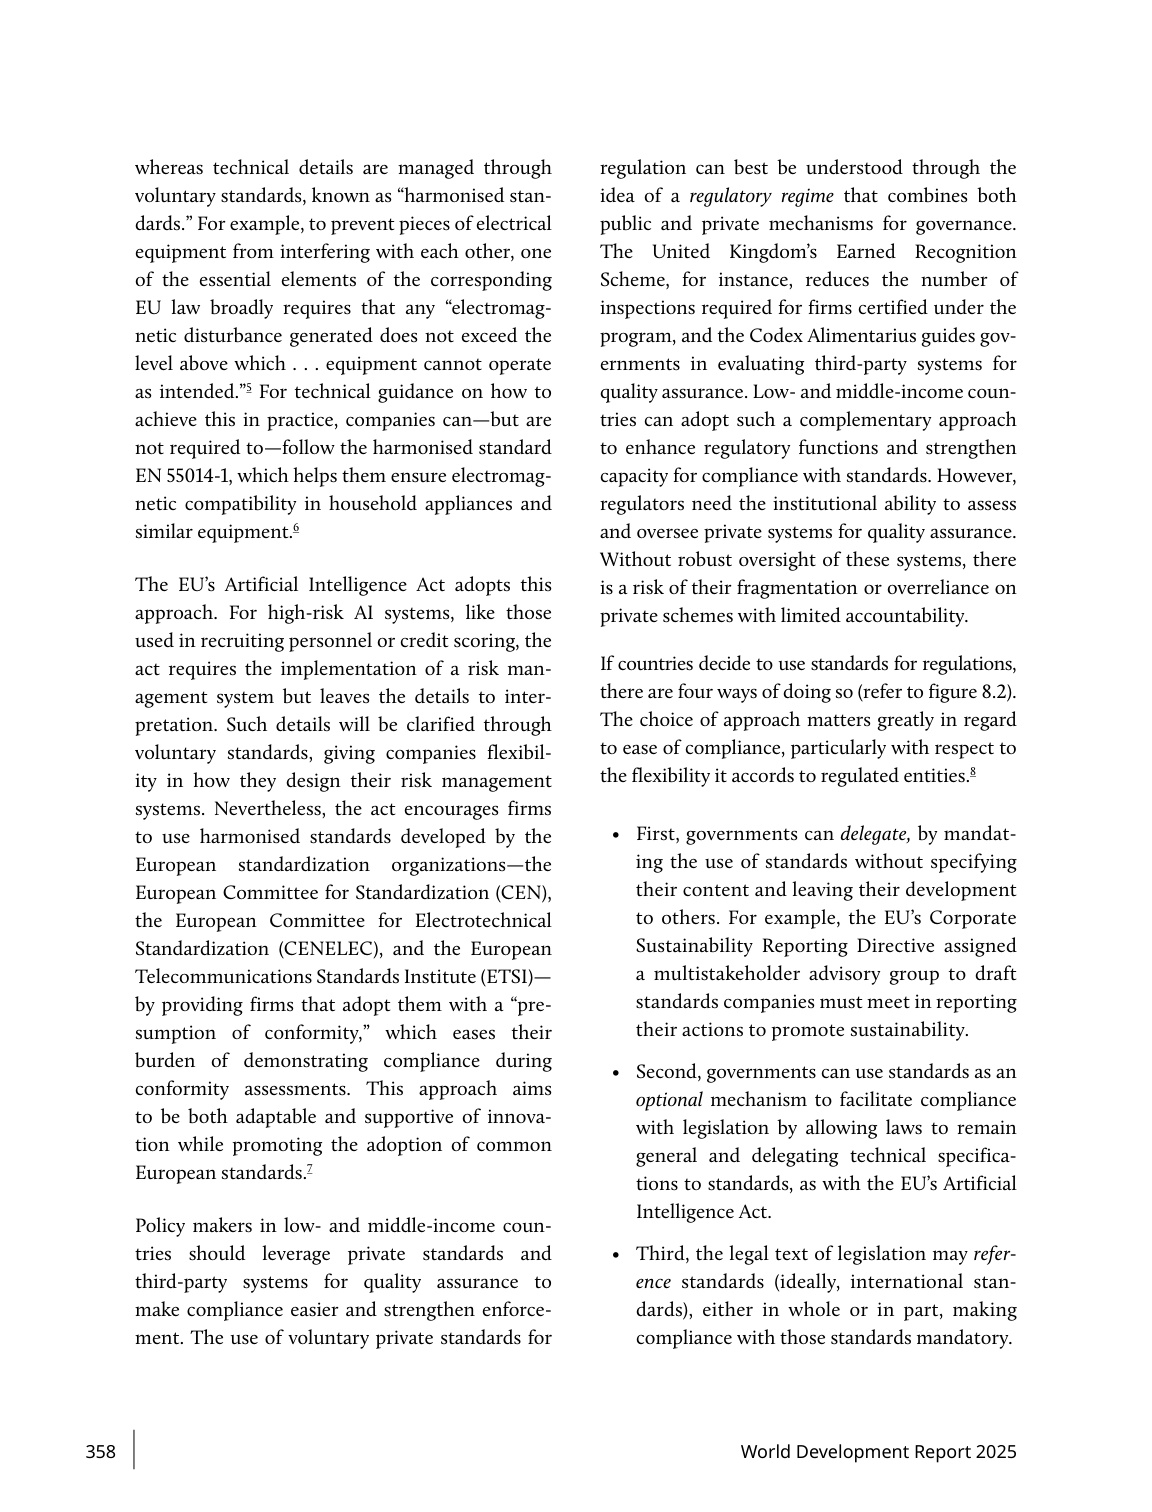 whereas technical details are managed through
voluntary standards, known as “harmonised stan-
dards.” For example, to prevent pieces of electrical
equipment from interfering with each other, one
of the essential elements of the corresponding
EU law broadly requires that any “electromag-
netic disturbance generated does not exceed the
level above which . . . equipment cannot operate
as intended.”5 For technical guidance on how to
achieve this in practice, companies can—but are
not required to—follow the harmonised standard
EN 55014-1, which helps them ensure electromag-
netic compatibility in household appliances and
similar equipment.6
The EU’s Artificial Intelligence Act adopts this
approach. For high-risk AI systems, like those
used in recruiting personnel or credit scoring, the
act requires the implementation of a risk man-
agement system but leaves the details to inter-
pretation. Such details will be clarified through
voluntary standards, giving companies flexibil-
ity in how they design their risk management
systems. Nevertheless, the act encourages firms
to use harmonised standards developed by the
European standardization organizations—the
European Committee for Standardization (CEN),
the European Committee for Electrotechnical
Standardization (CENELEC), and the European
Telecommunications Standards Institute (ETSI)—
by providing firms that adopt them with a “pre-
sumption of conformity,” which eases their
burden of demonstrating compliance during
conformity assessments. This approach aims
to be both adaptable and supportive of innova-
tion while promoting the adoption of common
European standards.7
Policy makers in low- and middle-income coun-
tries should leverage private standards and
third-party systems for quality assurance to
make compliance easier and strengthen enforce-
ment. The use of voluntary private standards for
regulation can best be understood through the
idea of a regulatory regime that combines both
public and private mechanisms for governance.
The United Kingdom’s Earned Recognition
Scheme, for instance, reduces the number of
inspections required for firms certified under the
program, and the Codex Alimentarius guides gov-
ernments in evaluating third-party systems for
quality assurance. Low- and middle-income coun-
tries can adopt such a complementary approach
to enhance regulatory functions and strengthen
capacity for compliance with standards. However,
regulators need the institutional ability to assess
and oversee private systems for quality assurance.
Without robust oversight of these systems, there
is a risk of their fragmentation or overreliance on
private schemes with limited accountability.
If countries decide to use standards for regulations,
there are four ways of doing so (refer to figure 8.2).
The choice of approach matters greatly in regard
to ease of compliance, particularly with respect to
the flexibility it accords to regulated entities.8
• First, governments can delegate, by mandat-
ing the use of standards without specifying
their content and leaving their development
to others. For example, the EU’s Corporate
Sustainability Reporting Directive assigned
a multistakeholder advisory group to draft
standards companies must meet in reporting
their actions to promote sustainability.
• Second, governments can use standards as an
optional mechanism to facilitate compliance
with legislation by allowing laws to remain
general and delegating technical specifica-
tions to standards, as with the EU’s Artificial
Intelligence Act.
• Third, the legal text of legislation may refer-
ence standards (ideally, international stan-
dards), either in whole or in part, making
compliance with those standards mandatory.
358
World Development Report 2025